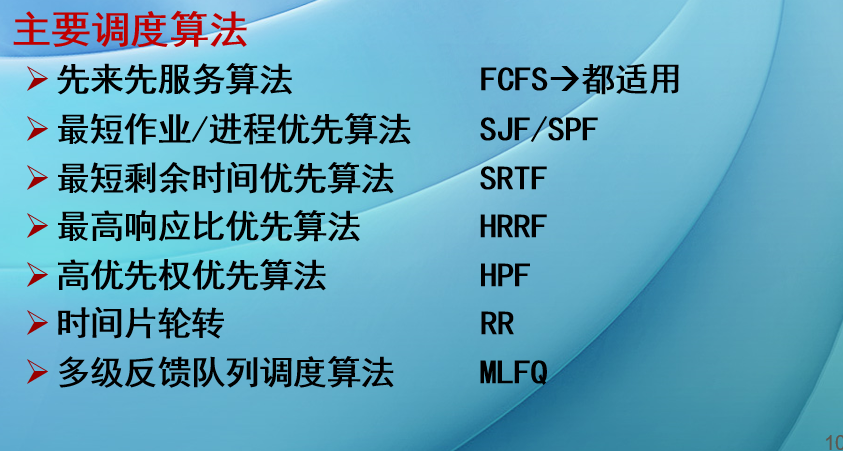 主要调度算法
先来先服务算法 FCFS→都适用
最短作业/进程优先算法 SJF/SPF
最短剩余时间优先算法 SRTF
最高响应比优先算法 HRRF
高优先权优先算法 HPF
时间片轮转 RR
多级反馈队列调度算法 MLFQ
10